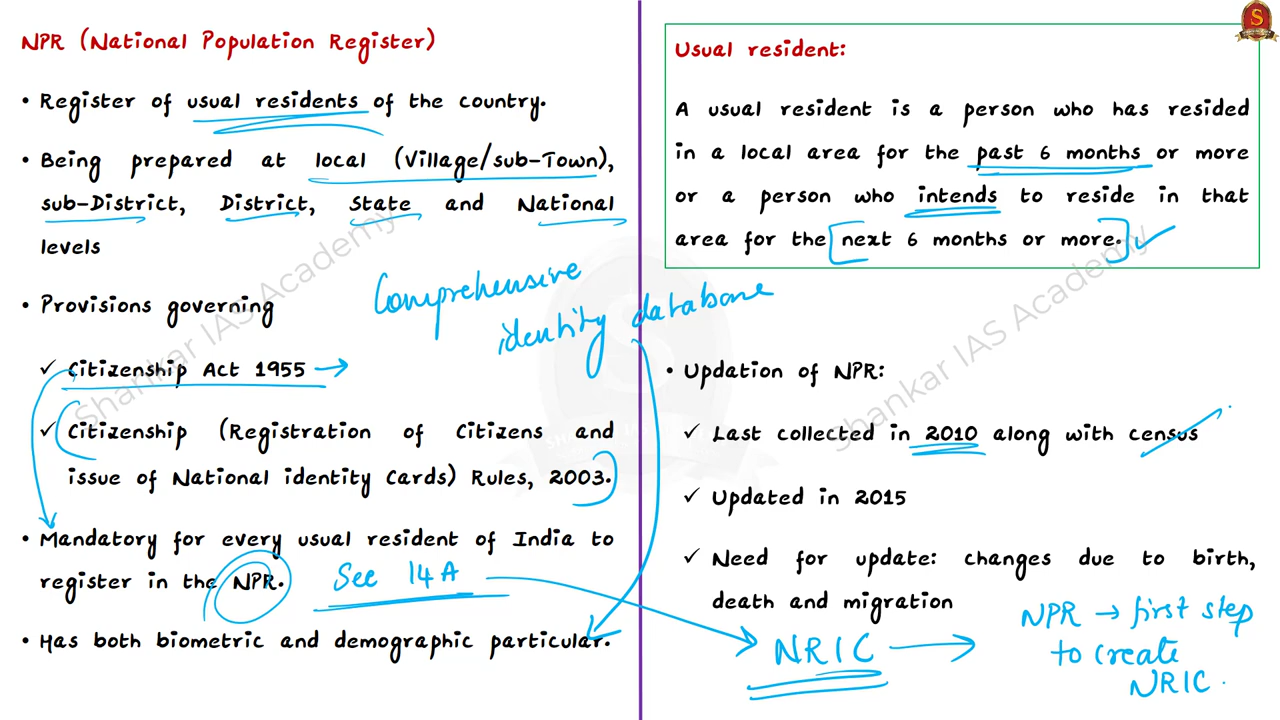 NPR (National Population Register)
• Register of usual residents of the country.
• Being prepared at local (Village/sub-Town),
sub-District, District, State and National
levels
• Provisions governing
✓ Citizenship Act 1955 →
✓ Citizenship (Registration of Citizens and
issue of National identity Cards) Rules, 2003.
• Mandatory for every usual resident of India to
register in the NPR.
See 14A
• Has both biometric and demographic particular.
Comprehensive
identity database
Usual resident:
A usual resident is a person who has resided
in a local area for the past 6 months or more
or a person who intends to reside in that
area for the [next 6 months or more.] ✓
• Updation of NPR:
✓ Last collected in 2010 along with census
✓ Updated in 2015
✓ Need for update: changes due to birth,
death and migration
NRIC →
NPR → first step
to create
NRIC.
Shankar IAS Academy
Shankar IAS Academy
S